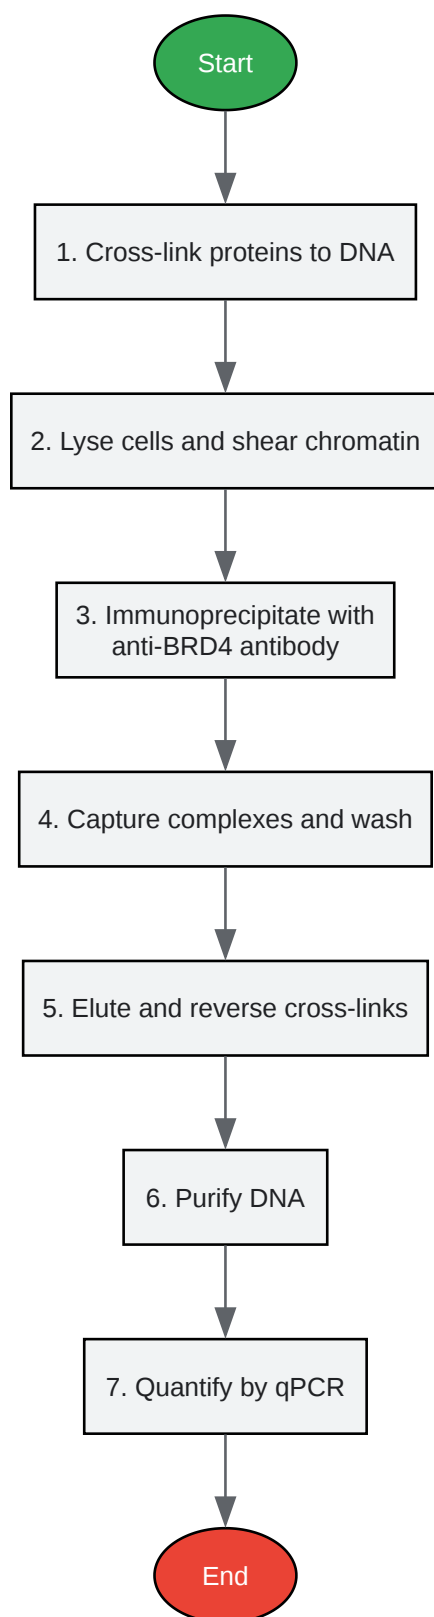 Start
1. Cross-link proteins to DNA
2. Lyse cells and shear chromatin
3. Immunoprecipitate with
anti-BRD4 antibody
4. Capture complexes and wash
5. Elute and reverse cross-links
6. Purify DNA
7. Quantify by qPCR
End